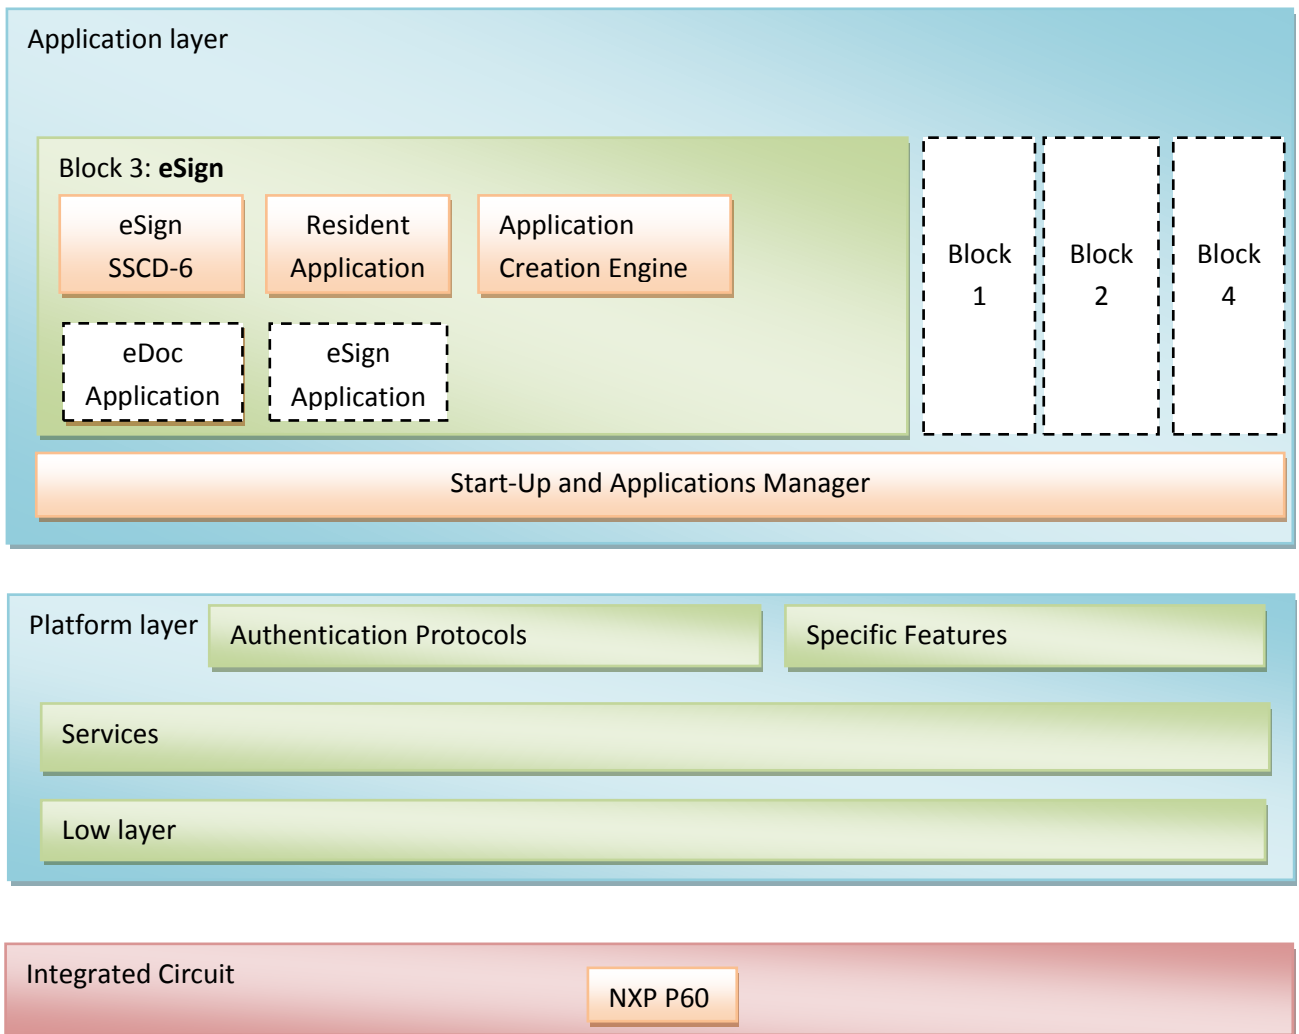 Application layer
Block 3: eSign
eSign
SSCD-6
Resident
Application
Application
Creation Engine
eDoc
Application
eSign
Application
Block
1
Block
2
Block
4
Start-Up and Applications Manager
Platform layer
Authentication Protocols
Specific Features
Services
Low layer
Integrated Circuit
NXP P60